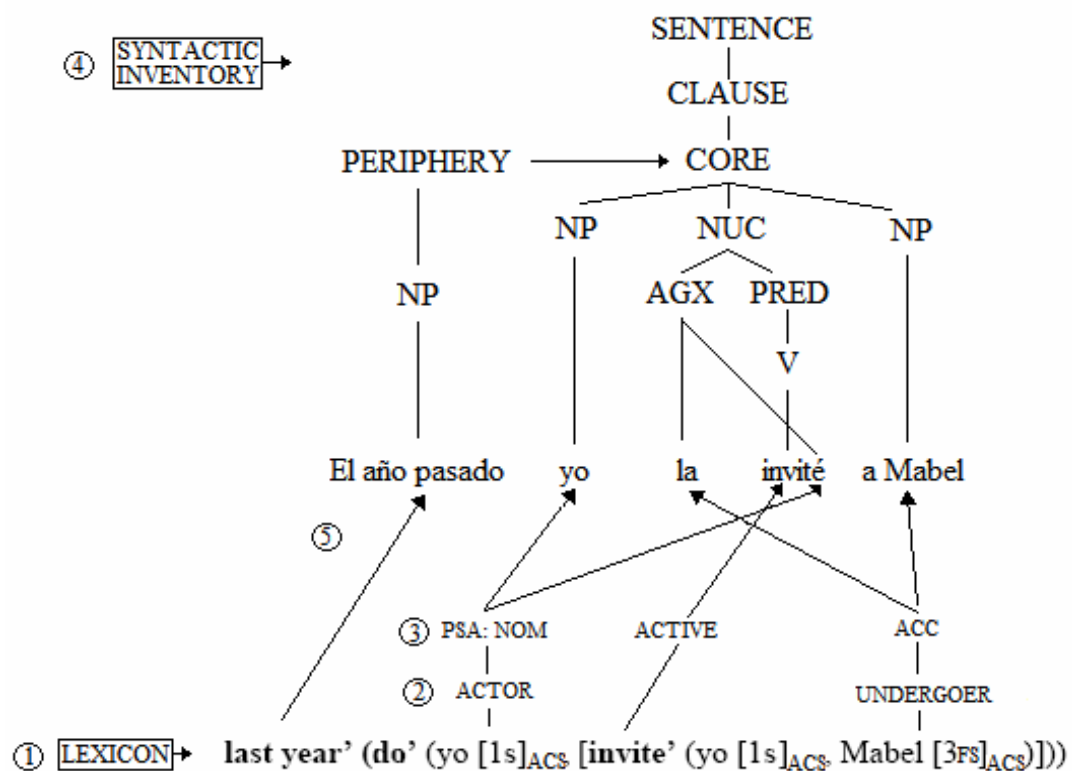 SENTENCE
④ SYNTACTIC
INVENTORY
CLAUSE
PERIPHERY CORE
NP NUC NP
NP AGX PRED
V
El año pasado yo la invité a Mabel
⑤
③ PSA: NOM ACTIVE ACC
② ACTOR UNDERGOER
① LEXICON last year’ (do’ (yo [1s]ACS, [invite’ (yo [1s]ACS, Mabel [3FS]ACS)]))